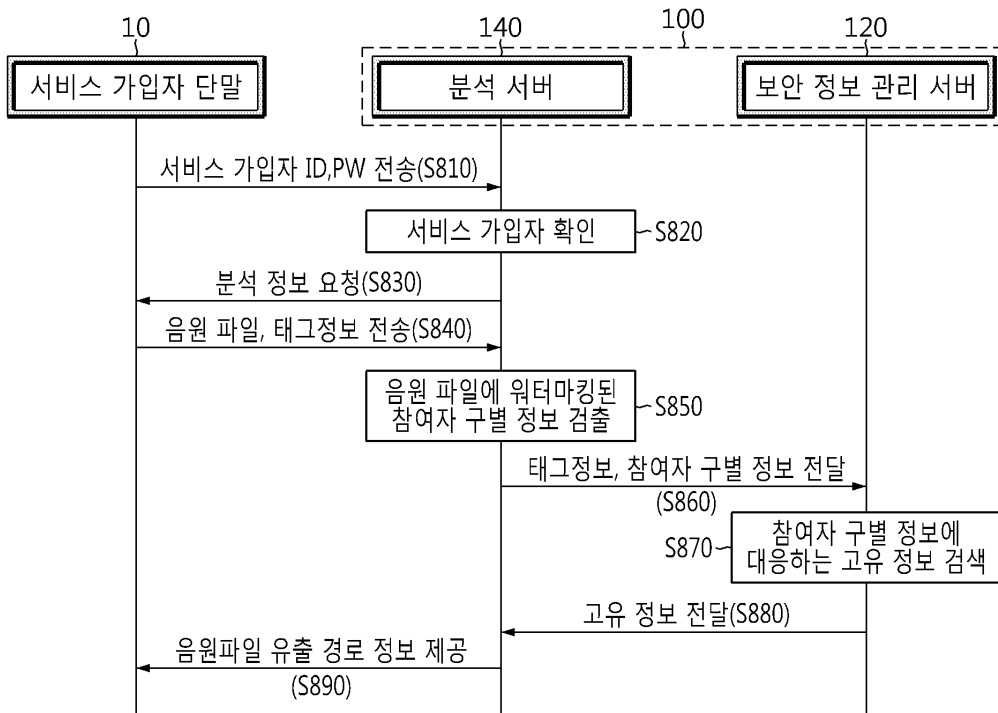 10
140
100
120
서비스 가입자 단말
분석 서버
보안 정보 관리 서버
서비스 가입자 ID,PW 전송(S810)
서비스 가입자 확인
S820
분석 정보 요청(S830)
음원 파일, 태그정보 전송(S840)
음원 파일에 워터마킹된
참여자 구별 정보 검출
S850
태그정보, 참여자 구별 정보 전달
(S860)
S870
참여자 구별 정보에
대응하는 고유 정보 검색
고유 정보 전달(S880)
음원파일 유출 경로 정보 제공
(S890)